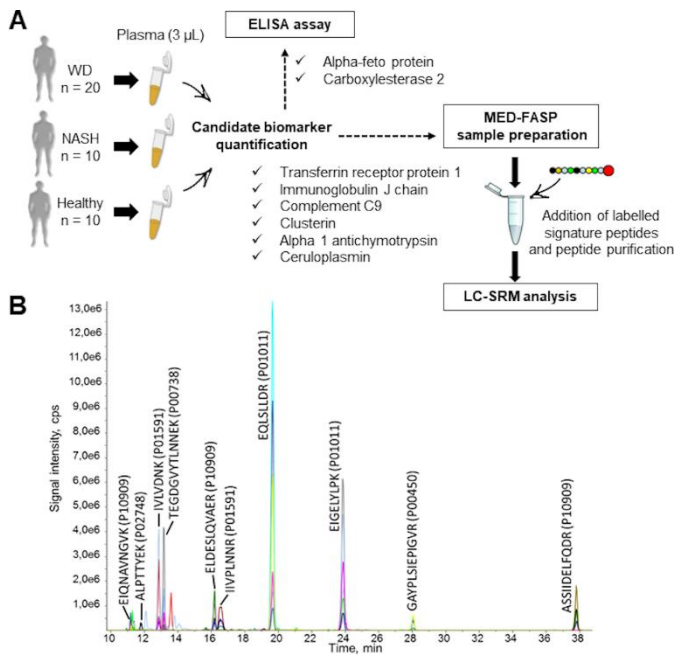 A
WD
n = 20
NASH
n = 10
Healthy
n = 10
Plasma (3 µL)
ELISA assay
✓ Alpha-feto protein
✓ Carboxylesterase 2
Candidate biomarker
quantification
✓ Transferrin receptor protein 1
✓ Immunoglobulin J chain
✓ Complement C9
✓ Clusterin
✓ Alpha 1 antichymotrypsin
✓ Ceruloplasmin
MED-FASP
sample preparation
Addition of labelled
signature peptides
and peptide purification
LC-SRM analysis
B
Signal intensity, cps
13,0e6
12,0e6
11,0e6
10,0e6
9,0e6
8,0e6
7,0e6
6,0e6
5,0e6
4,0e6
3,0e6
2,0e6
1,0e6
EIQNAVNGVK (P10909)
ALPTTYEK (P02748)
IVLVDNK (P01591)
TEGDGVYTLNNEK (P00738)
ELDESLQVAER (P10909)
IIVPLNNR (P01591)
EQLSLLDR (P01011)
EIGELYLPK (P01011)
GAYPLSIEPIGVR (P00450)
ASSIIDELFQDR (P10909)
10 12 14 16 18 20 22 24 26 28 30 32 34 36 38
Time, min